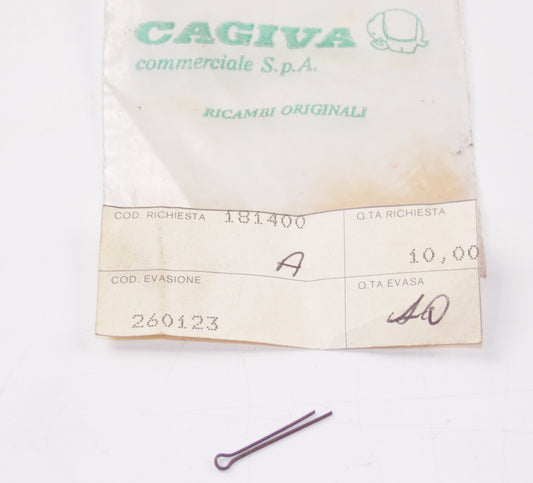 CAGIVA
commerciale S.p.A.
RICAMBI ORIGINALI
COD. RICHIESTA 181400
A
Q.TA RICHIESTA
10,00
COD. EVASIONE
260123
Q.TA EVASA
10